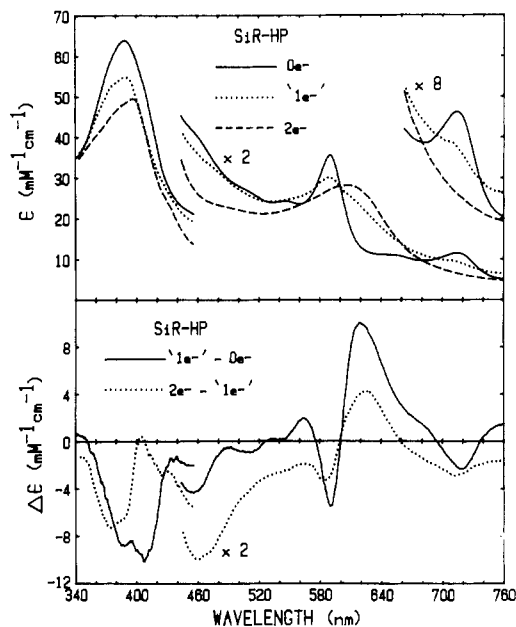 70
60
50
40
30
20
10
ϵ (mM⁻¹cm⁻¹)
SiR-HP
0e-
'1e-'
2e-
× 2
× 8
8
4
0
-4
-8
-12
Δϵ (mM⁻¹cm⁻¹)
SiR-HP
'1e-' - 0e-
2e- - '1e-'
× 2
340 400 460 520 580 640 700 760
WAVELENGTH (nm)